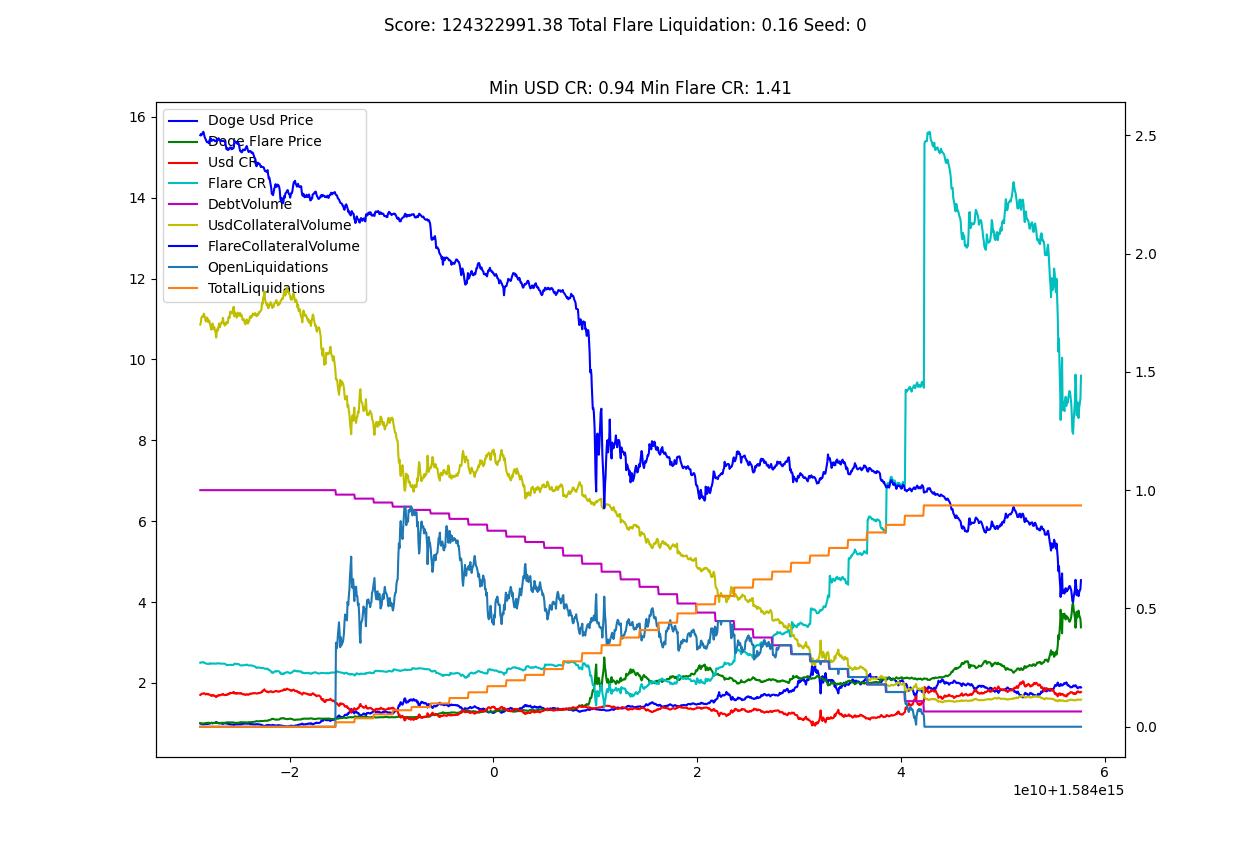 Score: 124322991.38 Total Flare Liquidation: 0.16 Seed: 0
Min USD CR: 0.94 Min Flare CR: 1.41
Doge Usd Price
Doge Flare Price
Usd CR
Flare CR
DebtVolume
UsdCollateralVolume
FlareCollateralVolume
OpenLiquidations
TotalLiquidations
16
14
12
10
8
6
4
2
2.5
2.0
1.5
1.0
0.5
0.0
−2
0
2
4
6
1e10+1.584e15